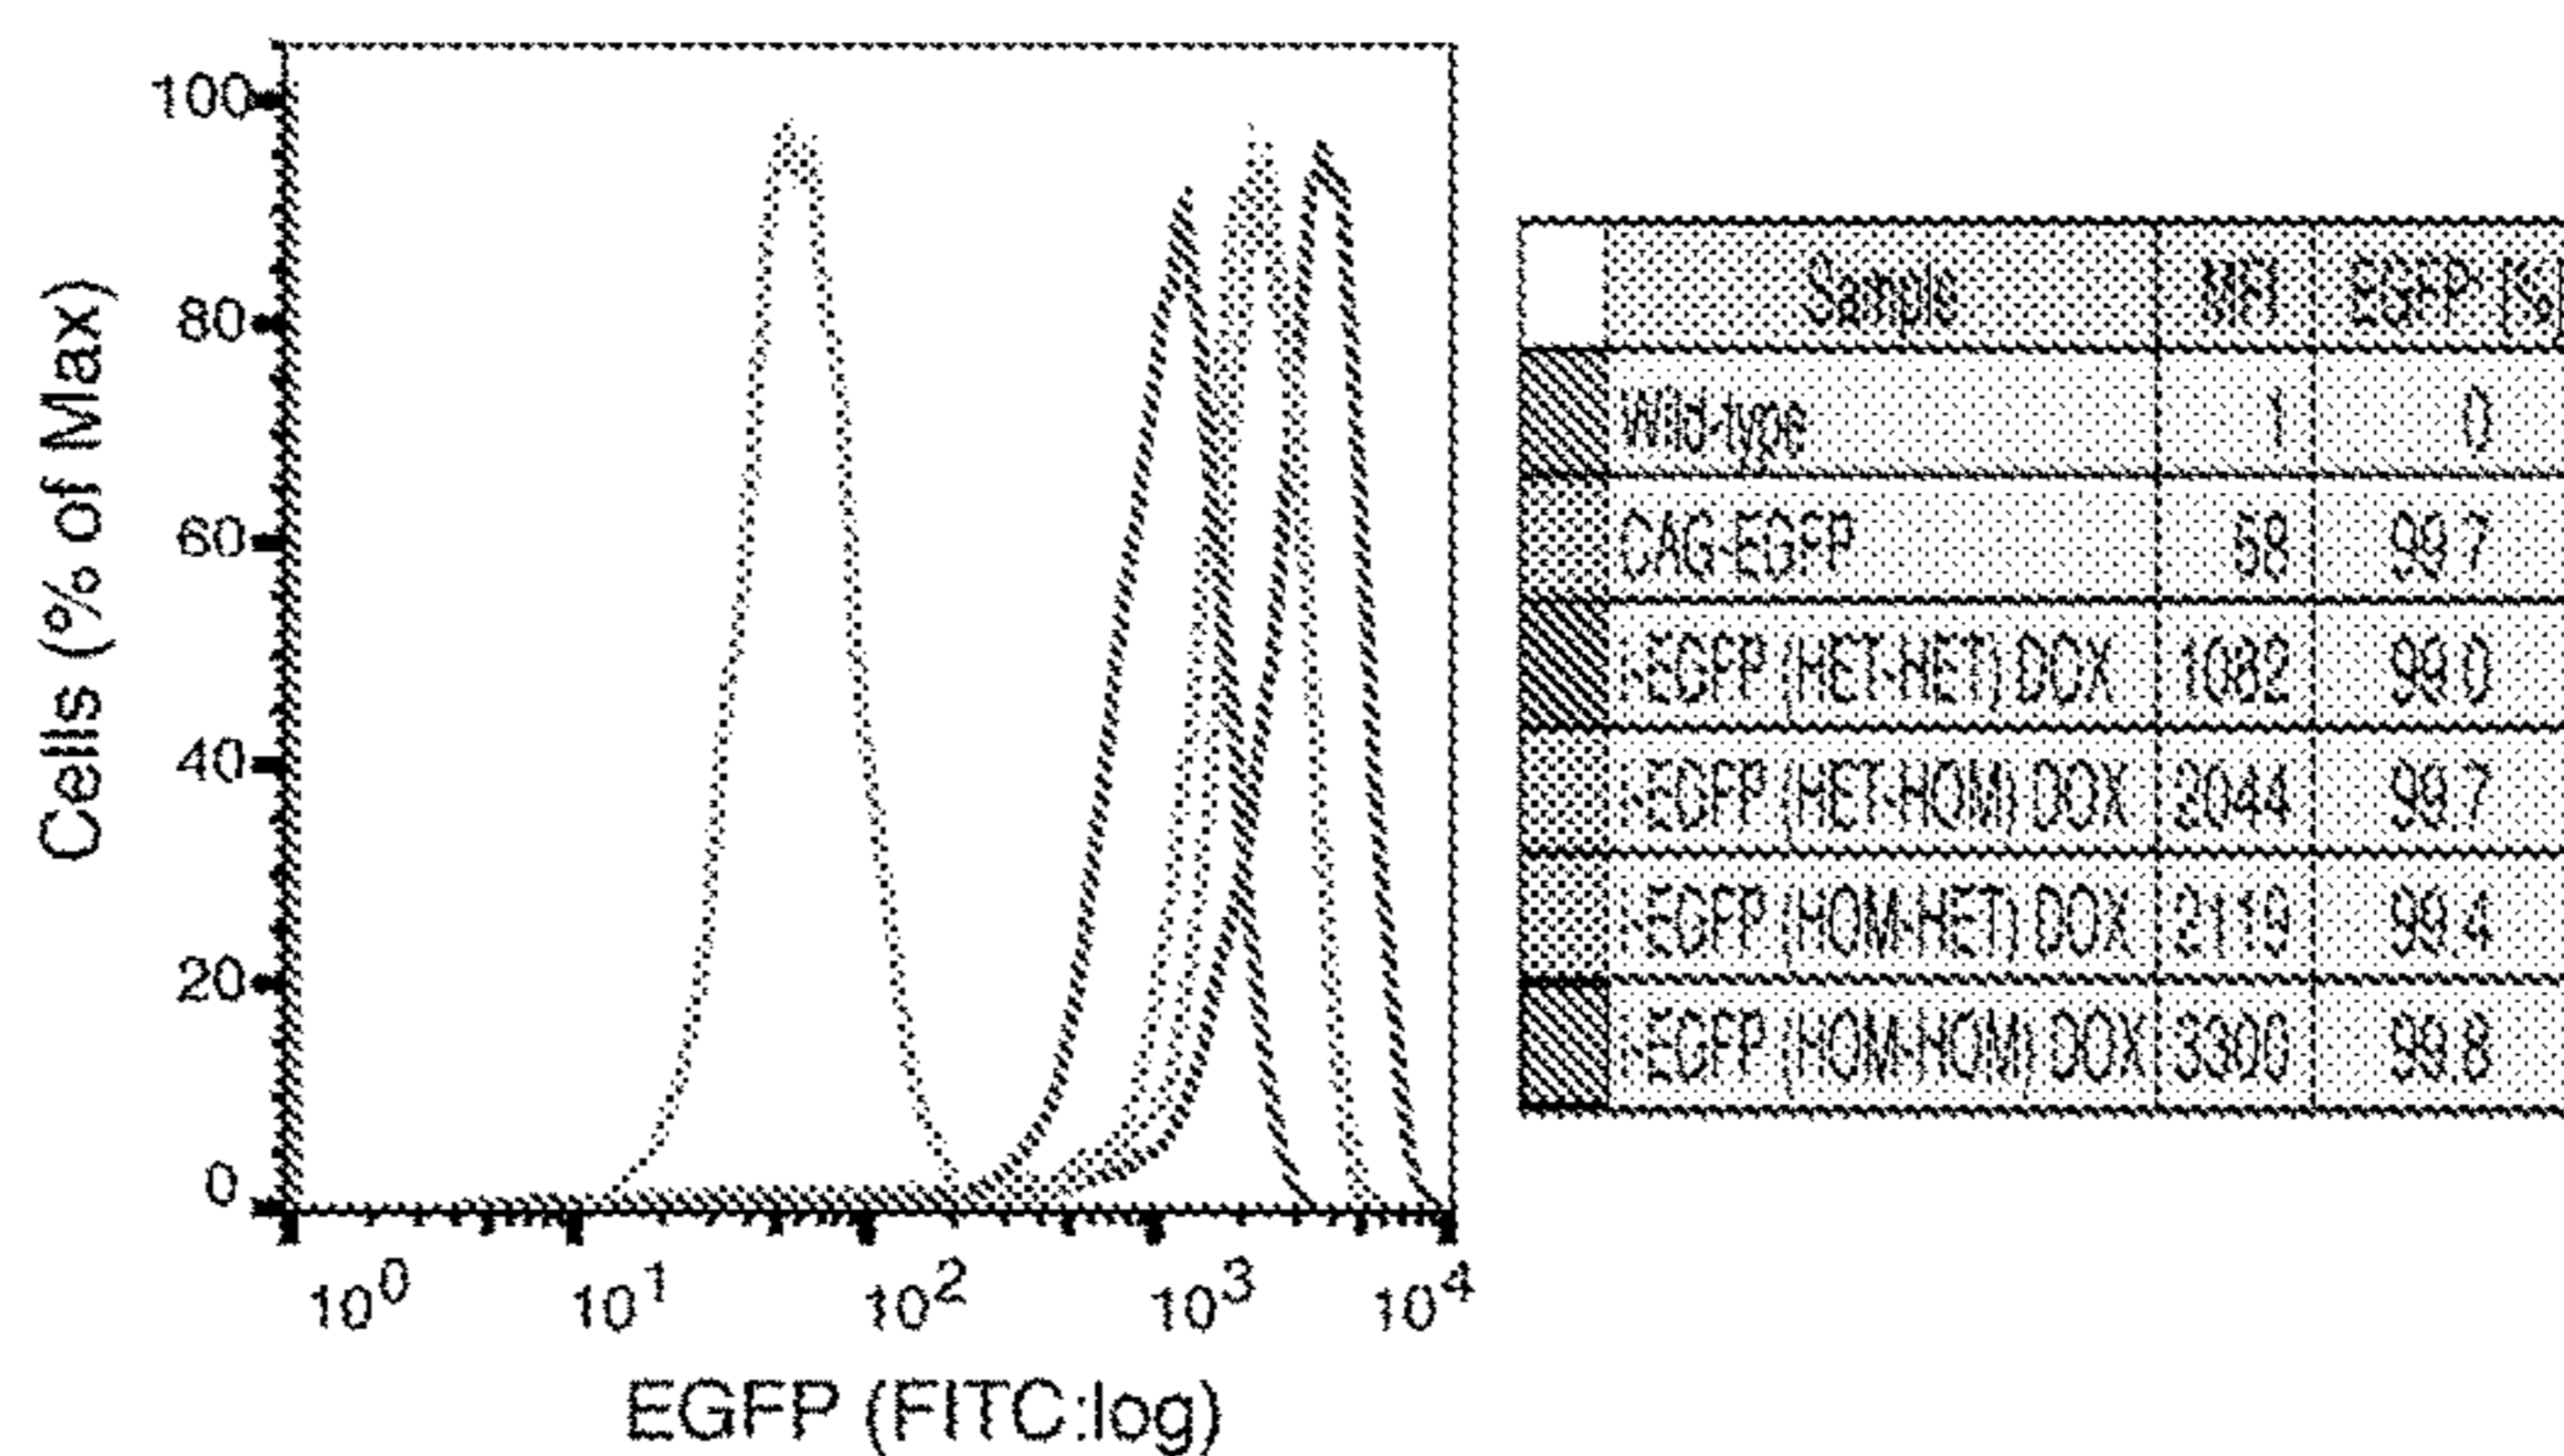 100
80
60
40
20
0
Cells (% of Max)
10^0 10^1 10^2 10^3 10^4
EGFP (FITC:log)
Sample MFI EGFP+ [%]
Wild-type 1 0
CAG-EGFP 58 99.7
I-EGFP (HET-HET) DOX 1082 99.0
I-EGFP (HET-HOM) DOX 2044 99.7
I-EGFP (HOM-HET) DOX 2119 99.4
I-EGFP (HOM-HOM) DOX 3300 99.8